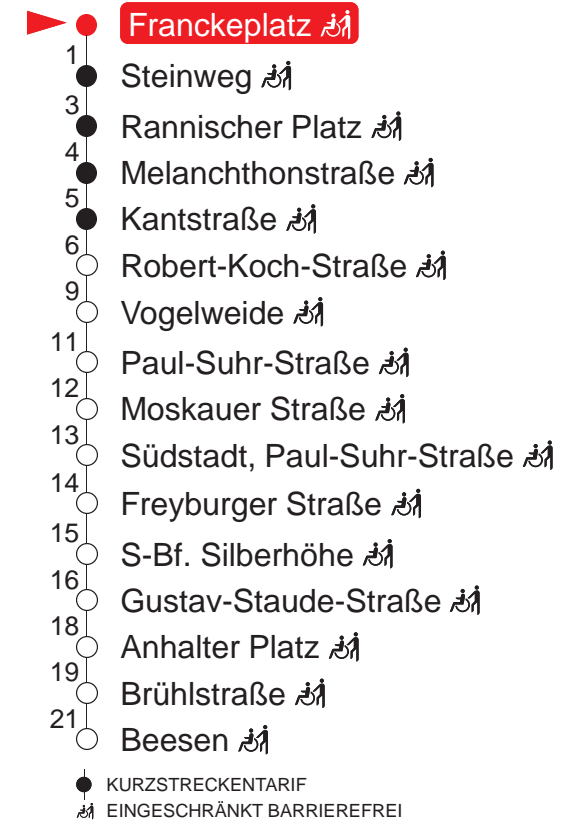 Franckeplatz
1
Steinweg
3
Rannischer Platz
4
Melanchthonstraße
5
Kantstraße
6
Robert-Koch-Straße
9
Vogelweide
11
Paul-Suhr-Straße
12
Moskauer Straße
13
Südstadt, Paul-Suhr-Straße
14
Freyburger Straße
15
S-Bf. Silberhöhe
16
Gustav-Staude-Straße
18
Anhalter Platz
19
Brühlstraße
21
Beesen
KURZSTRECKENTARIF
EINGESCHRÄNKT BARRIEREFREI